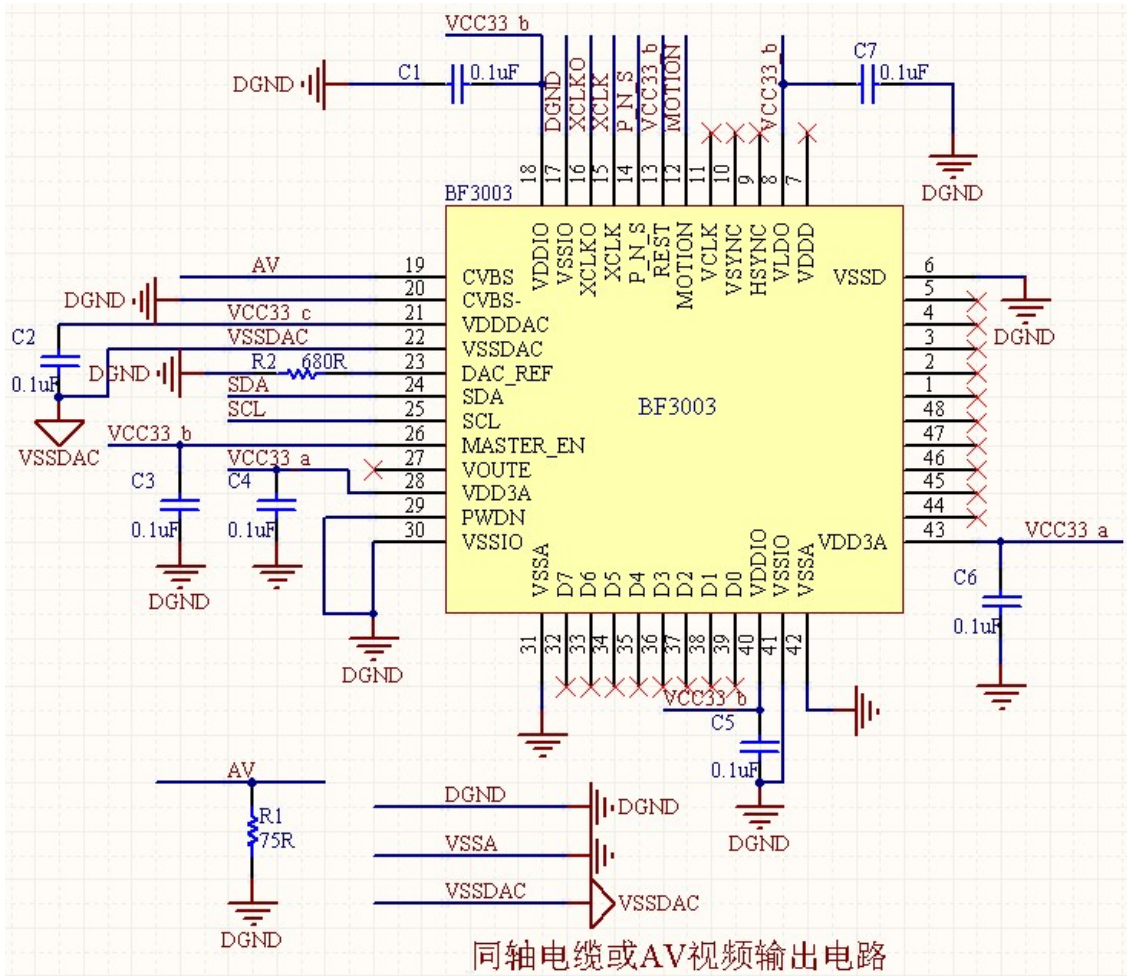 VCC33_b
C1 0.1uF
DGND
DGND
XCLKO
XCLK
P_N_S
VCC33_b
MOTION
VCC33_b
C7
0.1uF
DGND
18 17 16 15 14 13 12 11 10 9 8 7
BF3003
VDDIO
VSSIO
XCLKO
XCLK
P_N_S
REST
MOTION
VCLK
VSYNC
HSYNC
VLDO
VDDD
AV 19 CVBS
DGND 20 CVBS-
VCC33_c 21 VDDDAC
VSSDAC 22 VSSDAC
DGND R2 680R 23 DAC_REF
SDA 24 SDA
SCL 25 SCL
VCC33_b 26 MASTER_EN
27 VOUTE
VCC33_a 28 VDD3A
29 PWDN
30 VSSIO
C2
0.1uF
VSSDAC
C3
0.1uF
DGND
C4
0.1uF
DGND
BF3003
VSSD 6
5
4
3
2
1
48
47
46
45
44
VDD3A 43
DGND
VCC33_a
C6
0.1uF
VSSA
D7
D6
D5
D4
D3
D2
D1
D0
VDDIO
VSSIO
VSSA
31 32 33 34 35 36 37 38 39 40 41 42
VCC33_b
C5
0.1uF
DGND
AV
R1
75R
DGND
DGND DGND
VSSA
VSSDAC VSSDAC
同轴电缆或AV视频输出电路